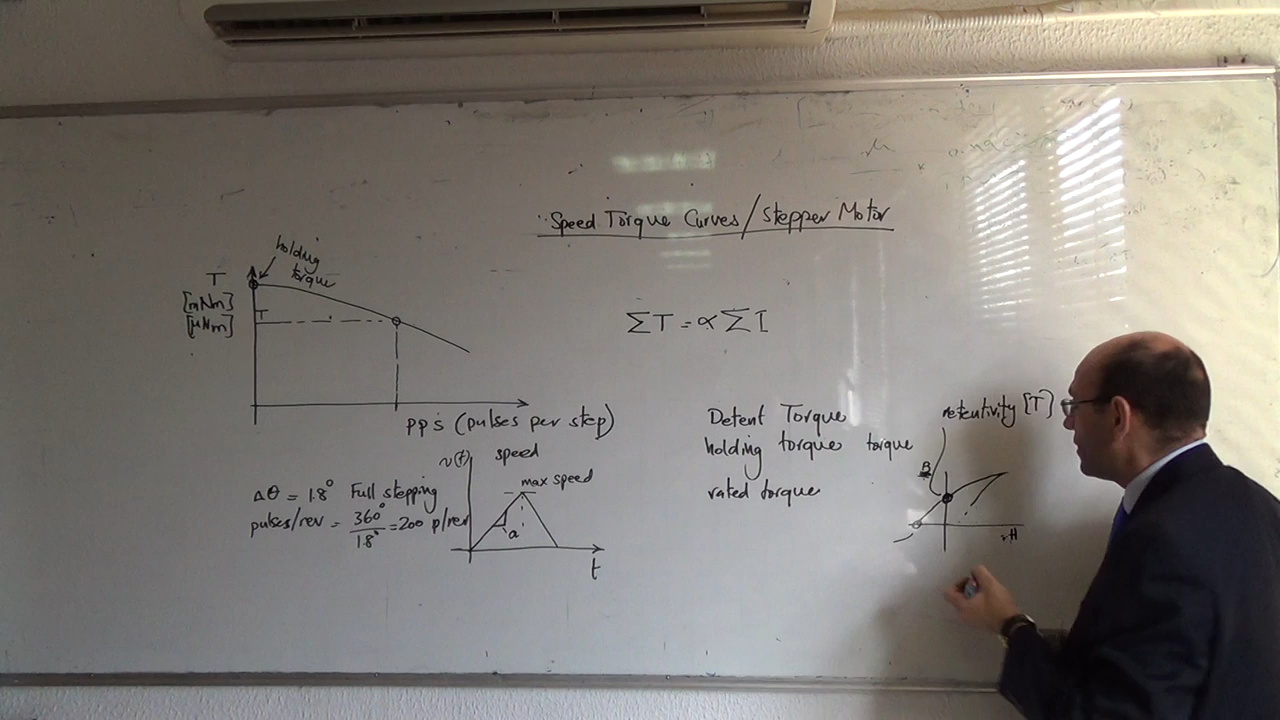 Speed Torque Curves/Stepper Motor
holding
torque
T
[mNm]
[μNm]
T
ΣT = α Σ I
pps (pulses per step)
Δθ = 1.8° Full stepping
pulses/rev = 360°/1.8° = 200 p/rev
v(t)
speed
max speed
a
t
Detent Torque
holding torque torque
rated torque
retentivity [T]
B
H